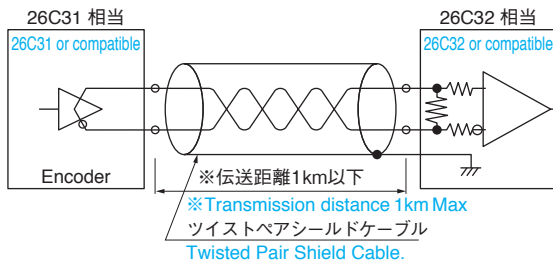 26C31 相当
26C31 or compatible
Encoder
26C32 相当
26C32 or compatible
※伝送距離1km以下
※Transmission distance 1km Max
ツイストペアシールドケーブル
Twisted Pair Shield Cable.